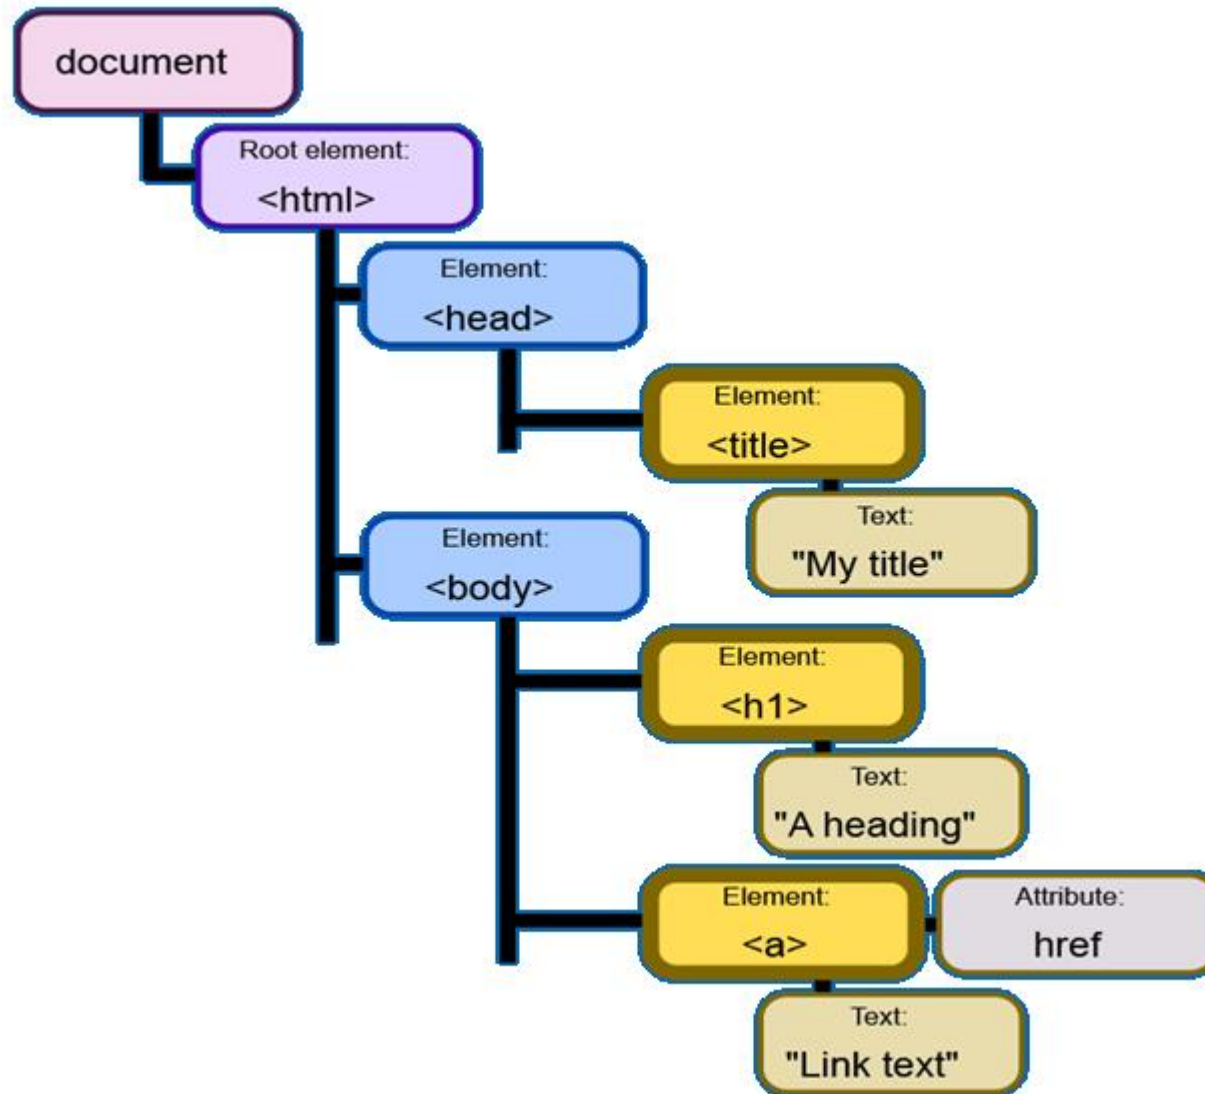 document
Root element:
<html>
Element:
<head>
Element:
<title>
Text:
"My title"
Element:
<body>
Element:
<h1>
Text:
"A heading"
Element:
<a>
Attribute:
href
Text:
"Link text"